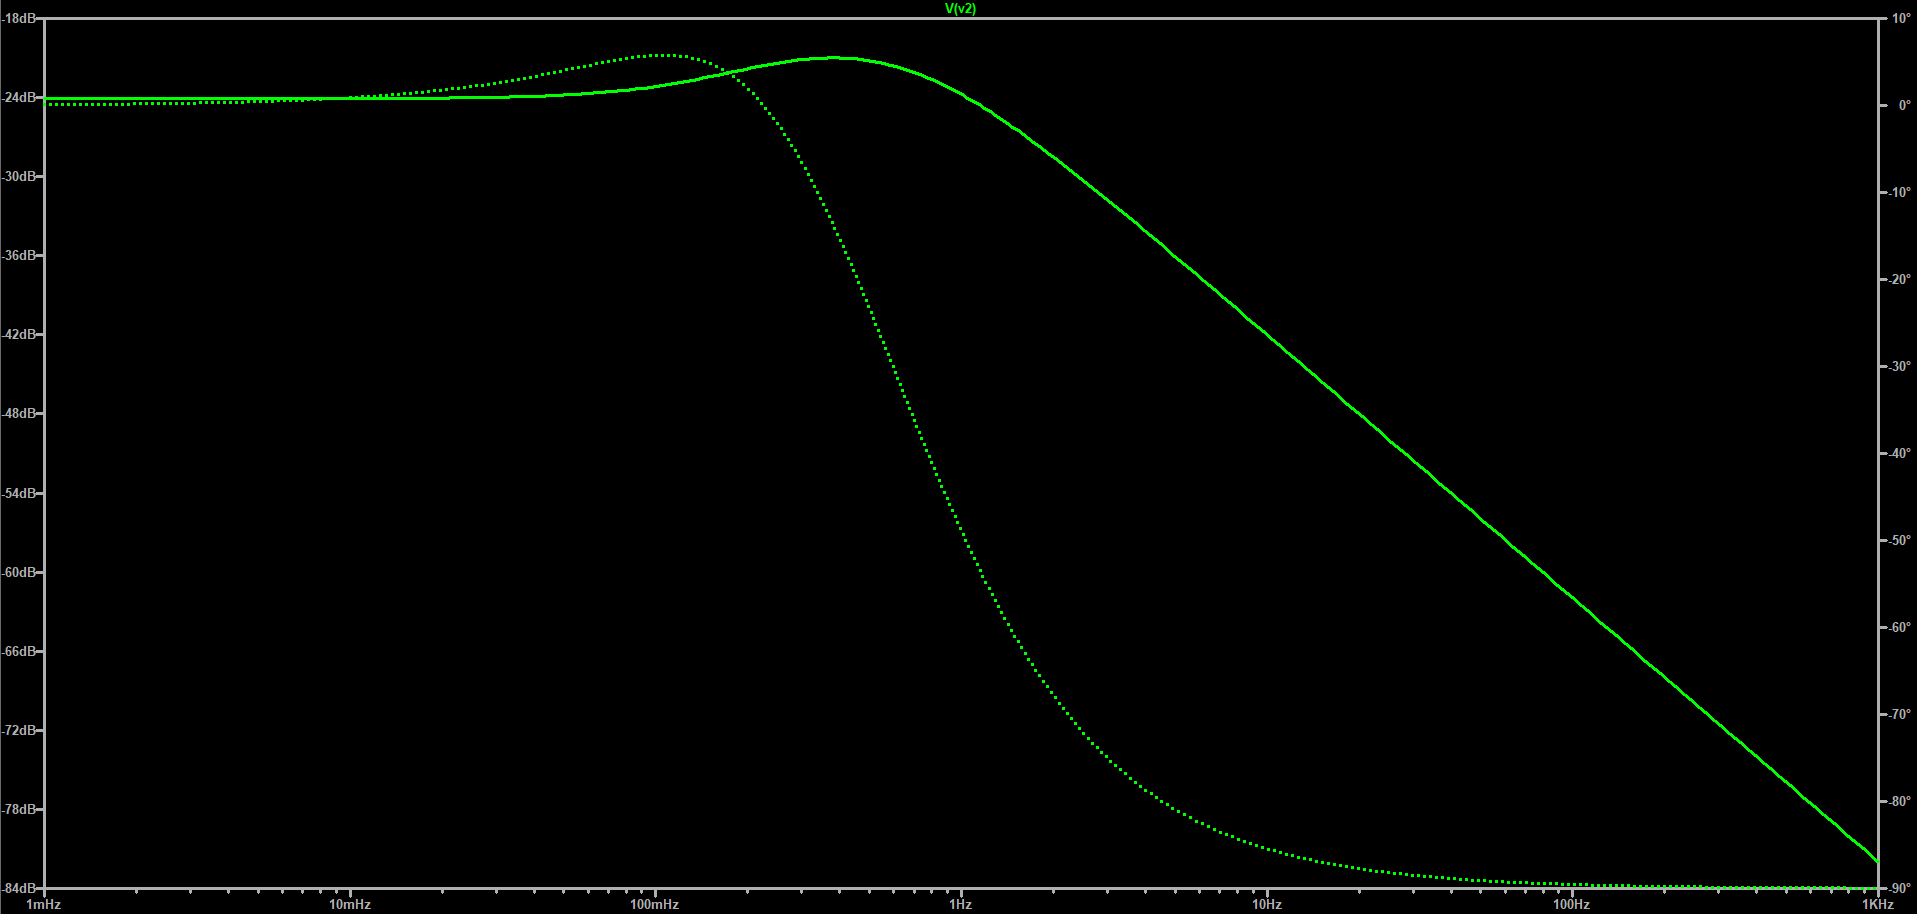 V(v2)
-18dB
-24dB
-30dB
-36dB
-42dB
-48dB
-54dB
-60dB
-66dB
-72dB
-78dB
-84dB
10°
0°
-10°
-20°
-30°
-40°
-50°
-60°
-70°
-80°
-90°
1mHz 10mHz 100mHz 1Hz 10Hz 100Hz 1KHz